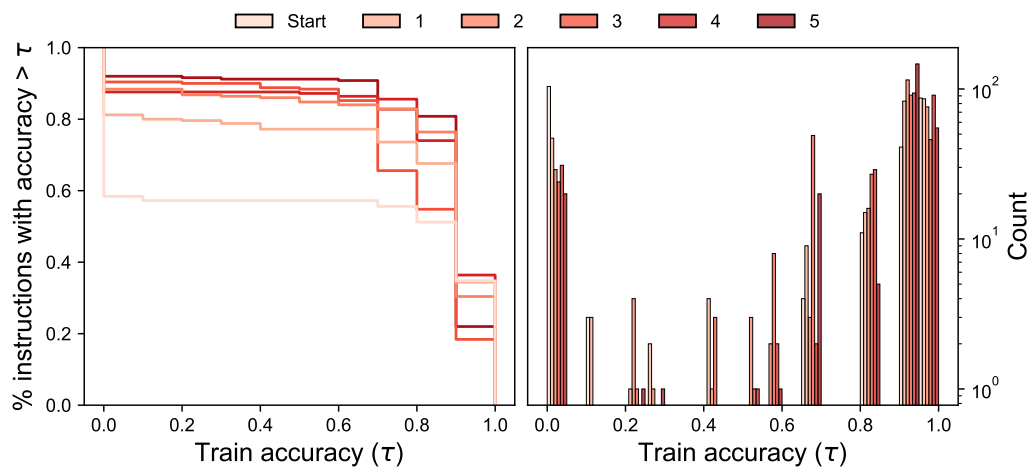 Start 1 2 3 4 5
% instructions with accuracy > τ
1.0
0.8
0.6
0.4
0.2
0.0
0.0 0.2 0.4 0.6 0.8 1.0
Train accuracy (τ)
0.0 0.2 0.4 0.6 0.8 1.0
Train accuracy (τ)
10²
10¹
10⁰
Count